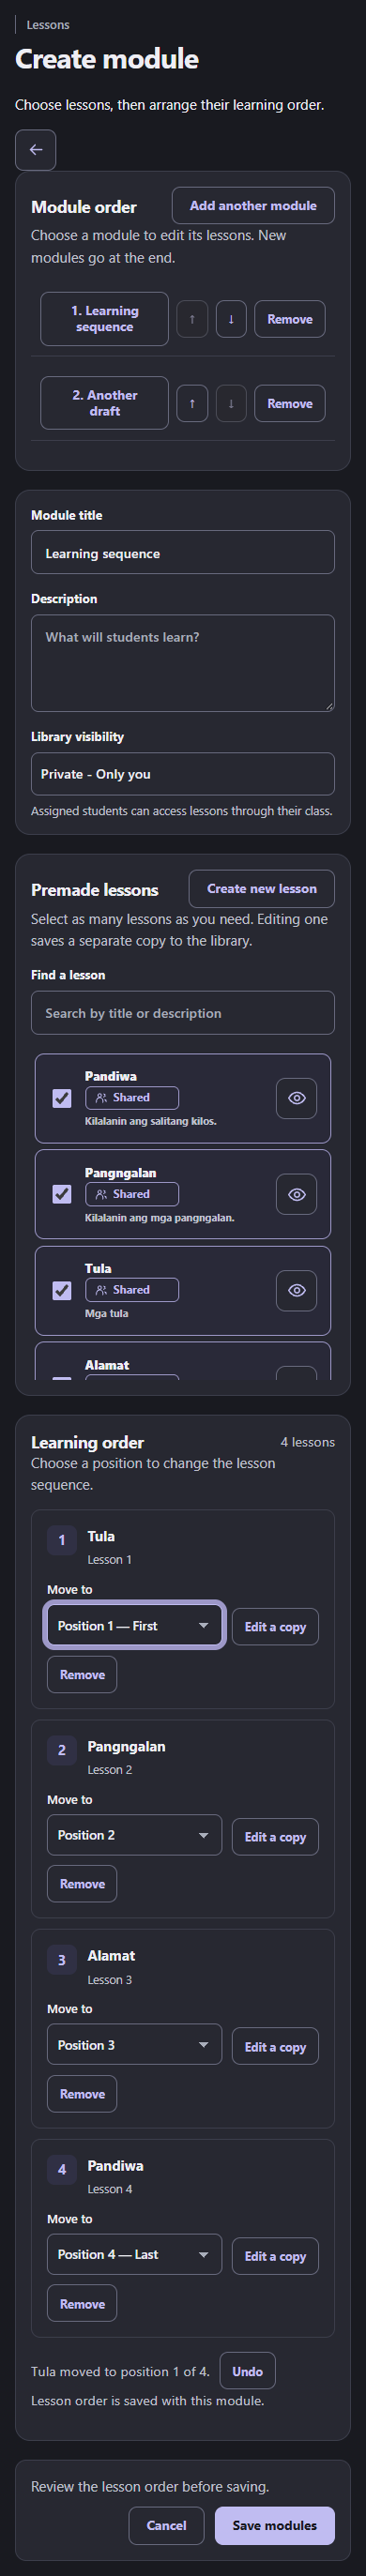 Lessons
Create module
Choose lessons, then arrange their learning order.
←
Module order
Add another module
Choose a module to edit its lessons. New
modules go at the end.
1. Learning
sequence
↑
↓
Remove
2. Another
draft
↑
↓
Remove
Module title
Learning sequence
Description
What will students learn?
Library visibility
Private - Only you
Assigned students can access lessons through their class.
Premade lessons
Create new lesson
Select as many lessons as you need. Editing one
saves a separate copy to the library.
Find a lesson
Search by title or description
Pandiwa
Shared
Kilalanin ang salitang kilos.
Pangngalan
Shared
Kilalanin ang mga pangngalan.
Tula
Shared
Mga tula
Alamat
Learning order
4 lessons
Choose a position to change the lesson
sequence.
1
Tula
Lesson 1
Move to
Position 1 — First
Edit a copy
Remove
2
Pangngalan
Lesson 2
Move to
Position 2
Edit a copy
Remove
3
Alamat
Lesson 3
Move to
Position 3
Edit a copy
Remove
4
Pandiwa
Lesson 4
Move to
Position 4 — Last
Edit a copy
Remove
Tula moved to position 1 of 4.
Undo
Lesson order is saved with this module.
Review the lesson order before saving.
Cancel
Save modules